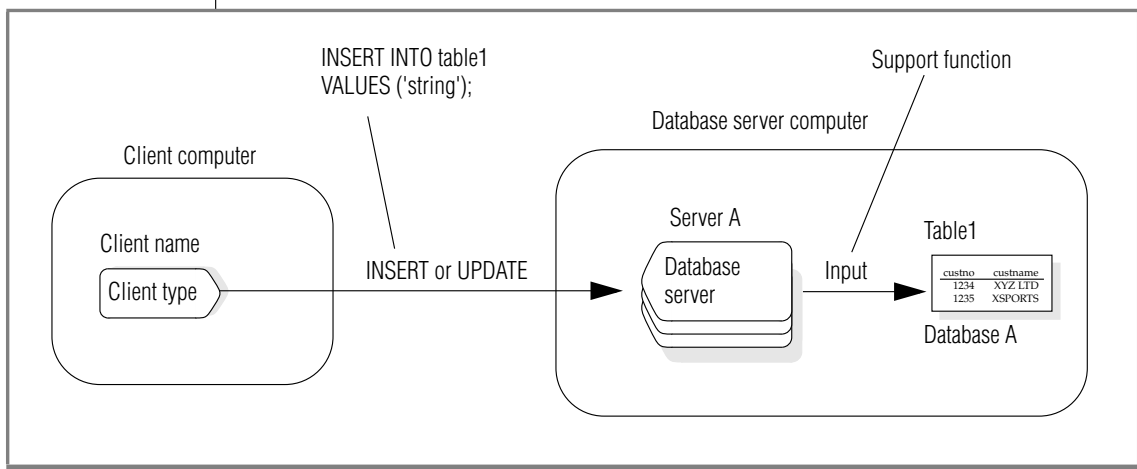 INSERT INTO table1
VALUES ('string');
Support function
Database server computer
Client computer
Server A
Client name
Table1
Client type
INSERT or UPDATE
Database
server
Input
custno custname
1234 XYZ LTD
1235 XSPORTS
Database A